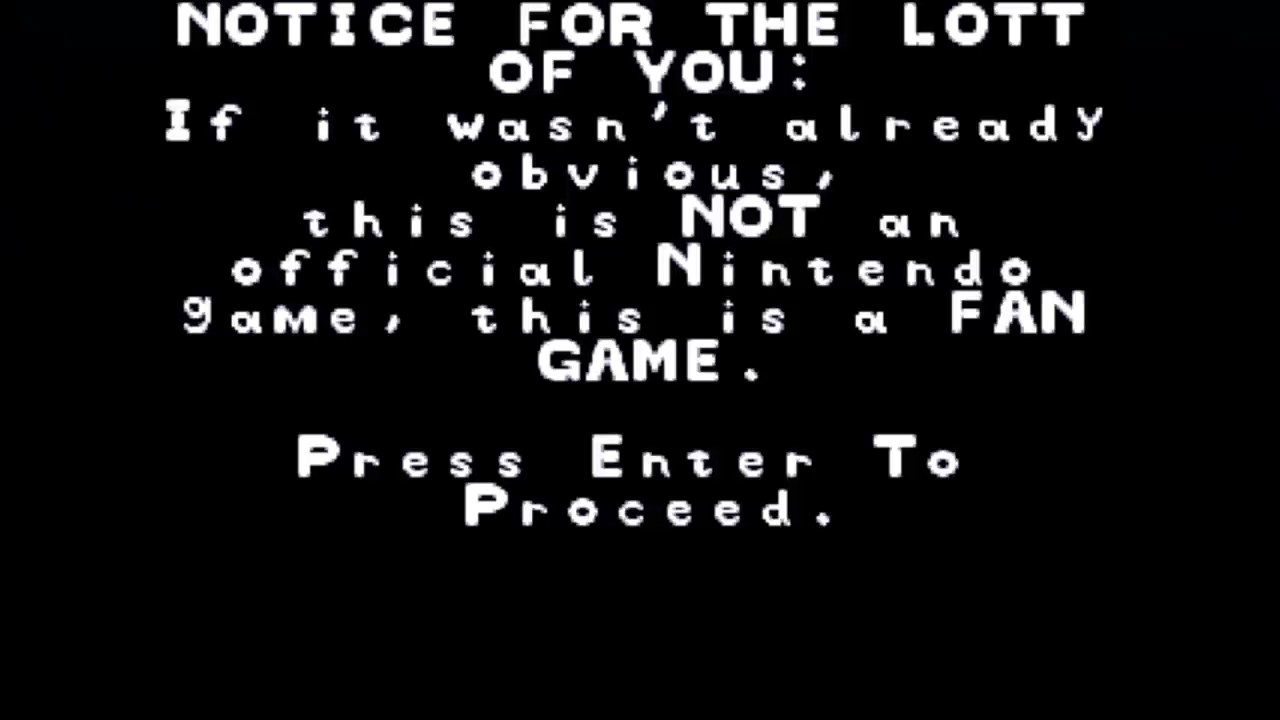 NOTICE FOR THE LOTT
OF YOU:
If it wasn't already
obvious,
this is NOT an
official Nintendo
game, this is a FAN
GAME.
Press Enter To
Proceed.